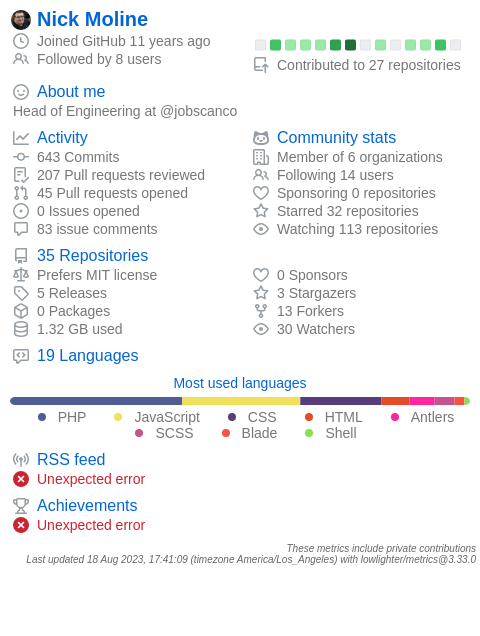 Nick Moline
Joined GitHub 11 years ago
Followed by 8 users
Contributed to 27 repositories
About me
Head of Engineering at @jobscanco
Activity
643 Commits
207 Pull requests reviewed
45 Pull requests opened
0 Issues opened
83 issue comments
Community stats
Member of 6 organizations
Following 14 users
Sponsoring 0 repositories
Starred 32 repositories
Watching 113 repositories
35 Repositories
Prefers MIT license
5 Releases
0 Packages
1.32 GB used
0 Sponsors
3 Stargazers
13 Forkers
30 Watchers
19 Languages
Most used languages
PHP JavaScript CSS HTML Antlers
SCSS Blade Shell
RSS feed
Unexpected error
Achievements
Unexpected error
These metrics include private contributions
Last updated 18 Aug 2023, 17:41:09 (timezone America/Los_Angeles) with lowlighter/metrics@3.33.0